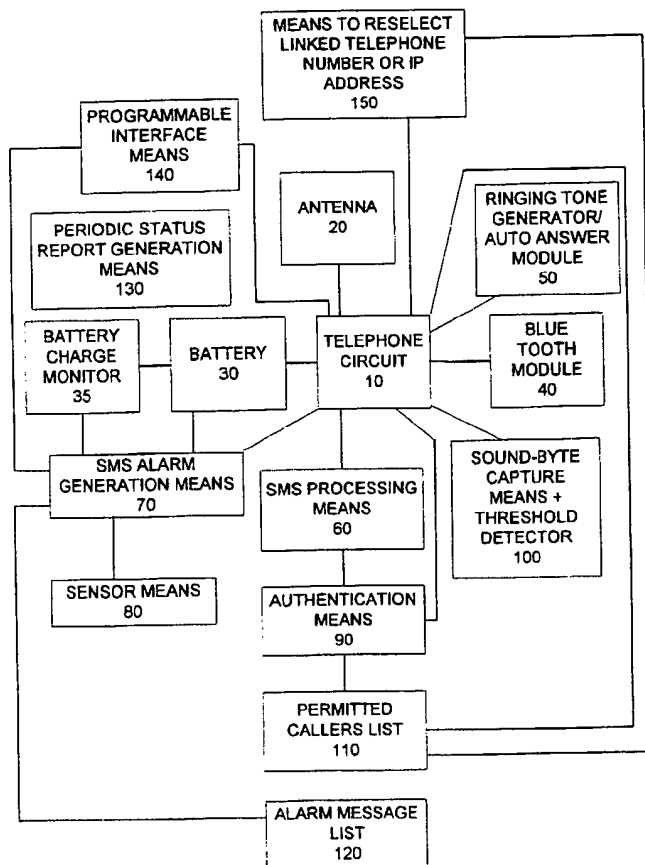 MEANS TO RESELECT
LINKED TELEPHONE
NUMBER OR IP
ADDRESS
150
PROGRAMMABLE
INTERFACE
MEANS
140
ANTENNA
20
RINGING TONE
GENERATOR/
AUTO ANSWER
MODULE
50
PERIODIC STATUS
REPORT GENERATION
MEANS
130
BATTERY
CHARGE
MONITOR
35
BATTERY
30
TELEPHONE
CIRCUIT
10
BLUE
TOOTH
MODULE
40
SMS ALARM
GENERATION MEANS
70
SMS PROCESSING
MEANS
60
SOUND-BYTE
CAPTURE
MEANS +
THRESHOLD
DETECTOR
100
SENSOR MEANS
80
AUTHENTICATION
MEANS
90
PERMITTED
CALLERS LIST
110
ALARM MESSAGE
LIST
120